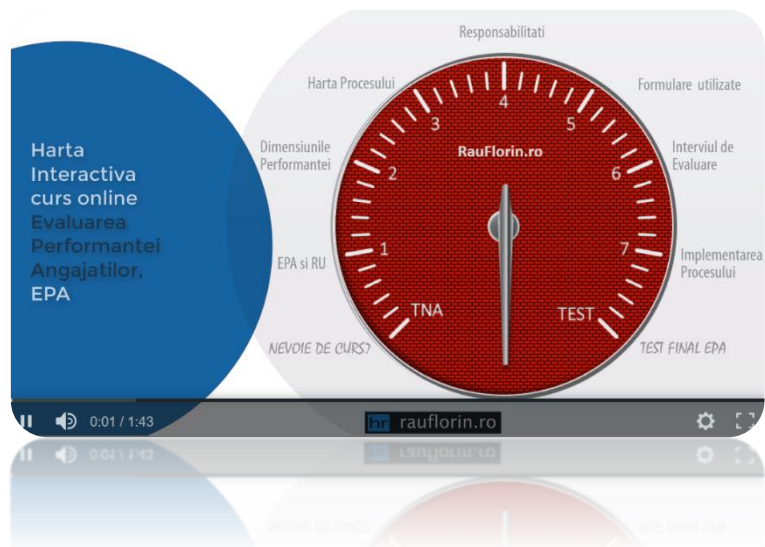 Harta
Interactiva
curs online
Evaluarea
Performantei
Angajatilor,
EPA
Responsabilitati
Harta Procesului
Formulare utilizate
Dimensiunile
Performantei
Interviul de
Evaluare
EPA si RU
Implementarea
Procesului
NEVOIE DE CURS?
TEST FINAL EPA
RauFlorin.ro
TNA
1
2
3
4
5
6
7
TEST
0:01 / 1:43
hr rauflorin.ro